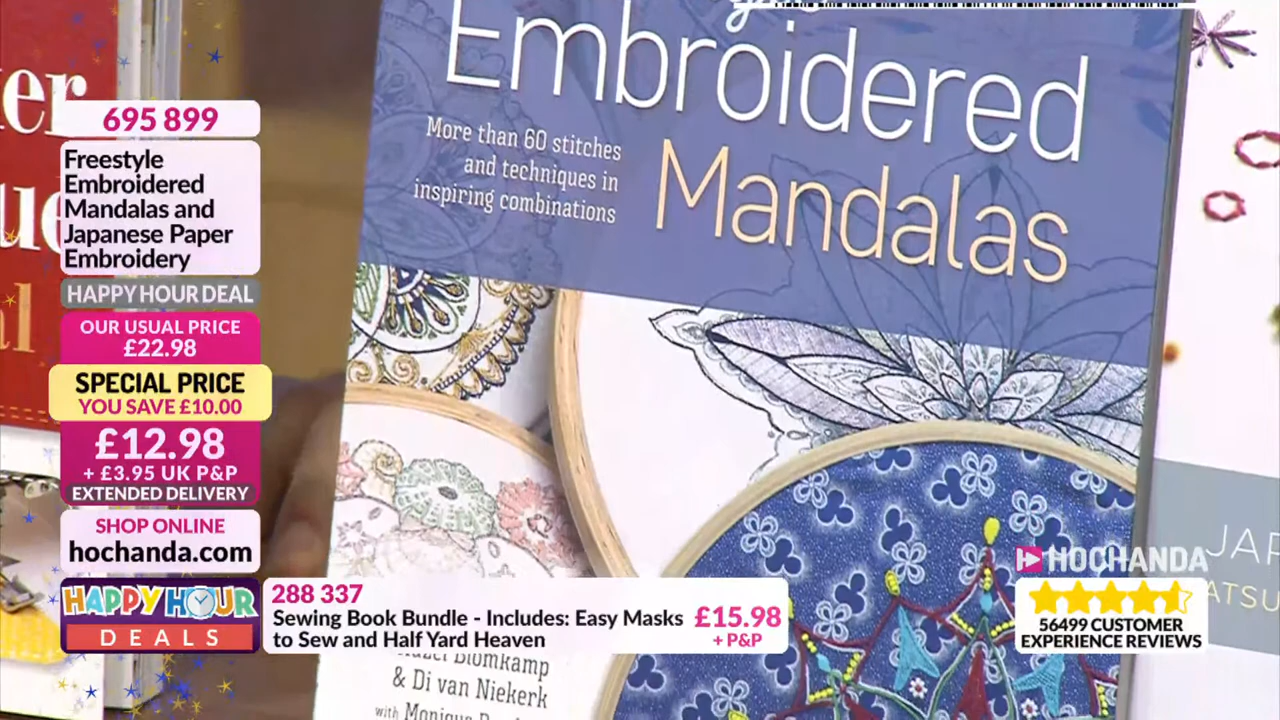 Embroidered
Mandalas
More than 60 stitches
and techniques in
inspiring combinations
695 899
Freestyle
Embroidered
Mandalas and
Japanese Paper
Embroidery
HAPPY HOUR DEAL
OUR USUAL PRICE
£22.98
SPECIAL PRICE
YOU SAVE £10.00
£12.98
+ £3.95 UK P&P
EXTENDED DELIVERY
SHOP ONLINE
hochanda.com
HAPPY HOUR
DEALS
288 337
Sewing Book Bundle - Includes: Easy Masks
to Sew and Half Yard Heaven
£15.98
+ P&P
Blomkamp
& Di van Niekerk
with
HOCHANDA
56499 CUSTOMER
EXPERIENCE REVIEWS